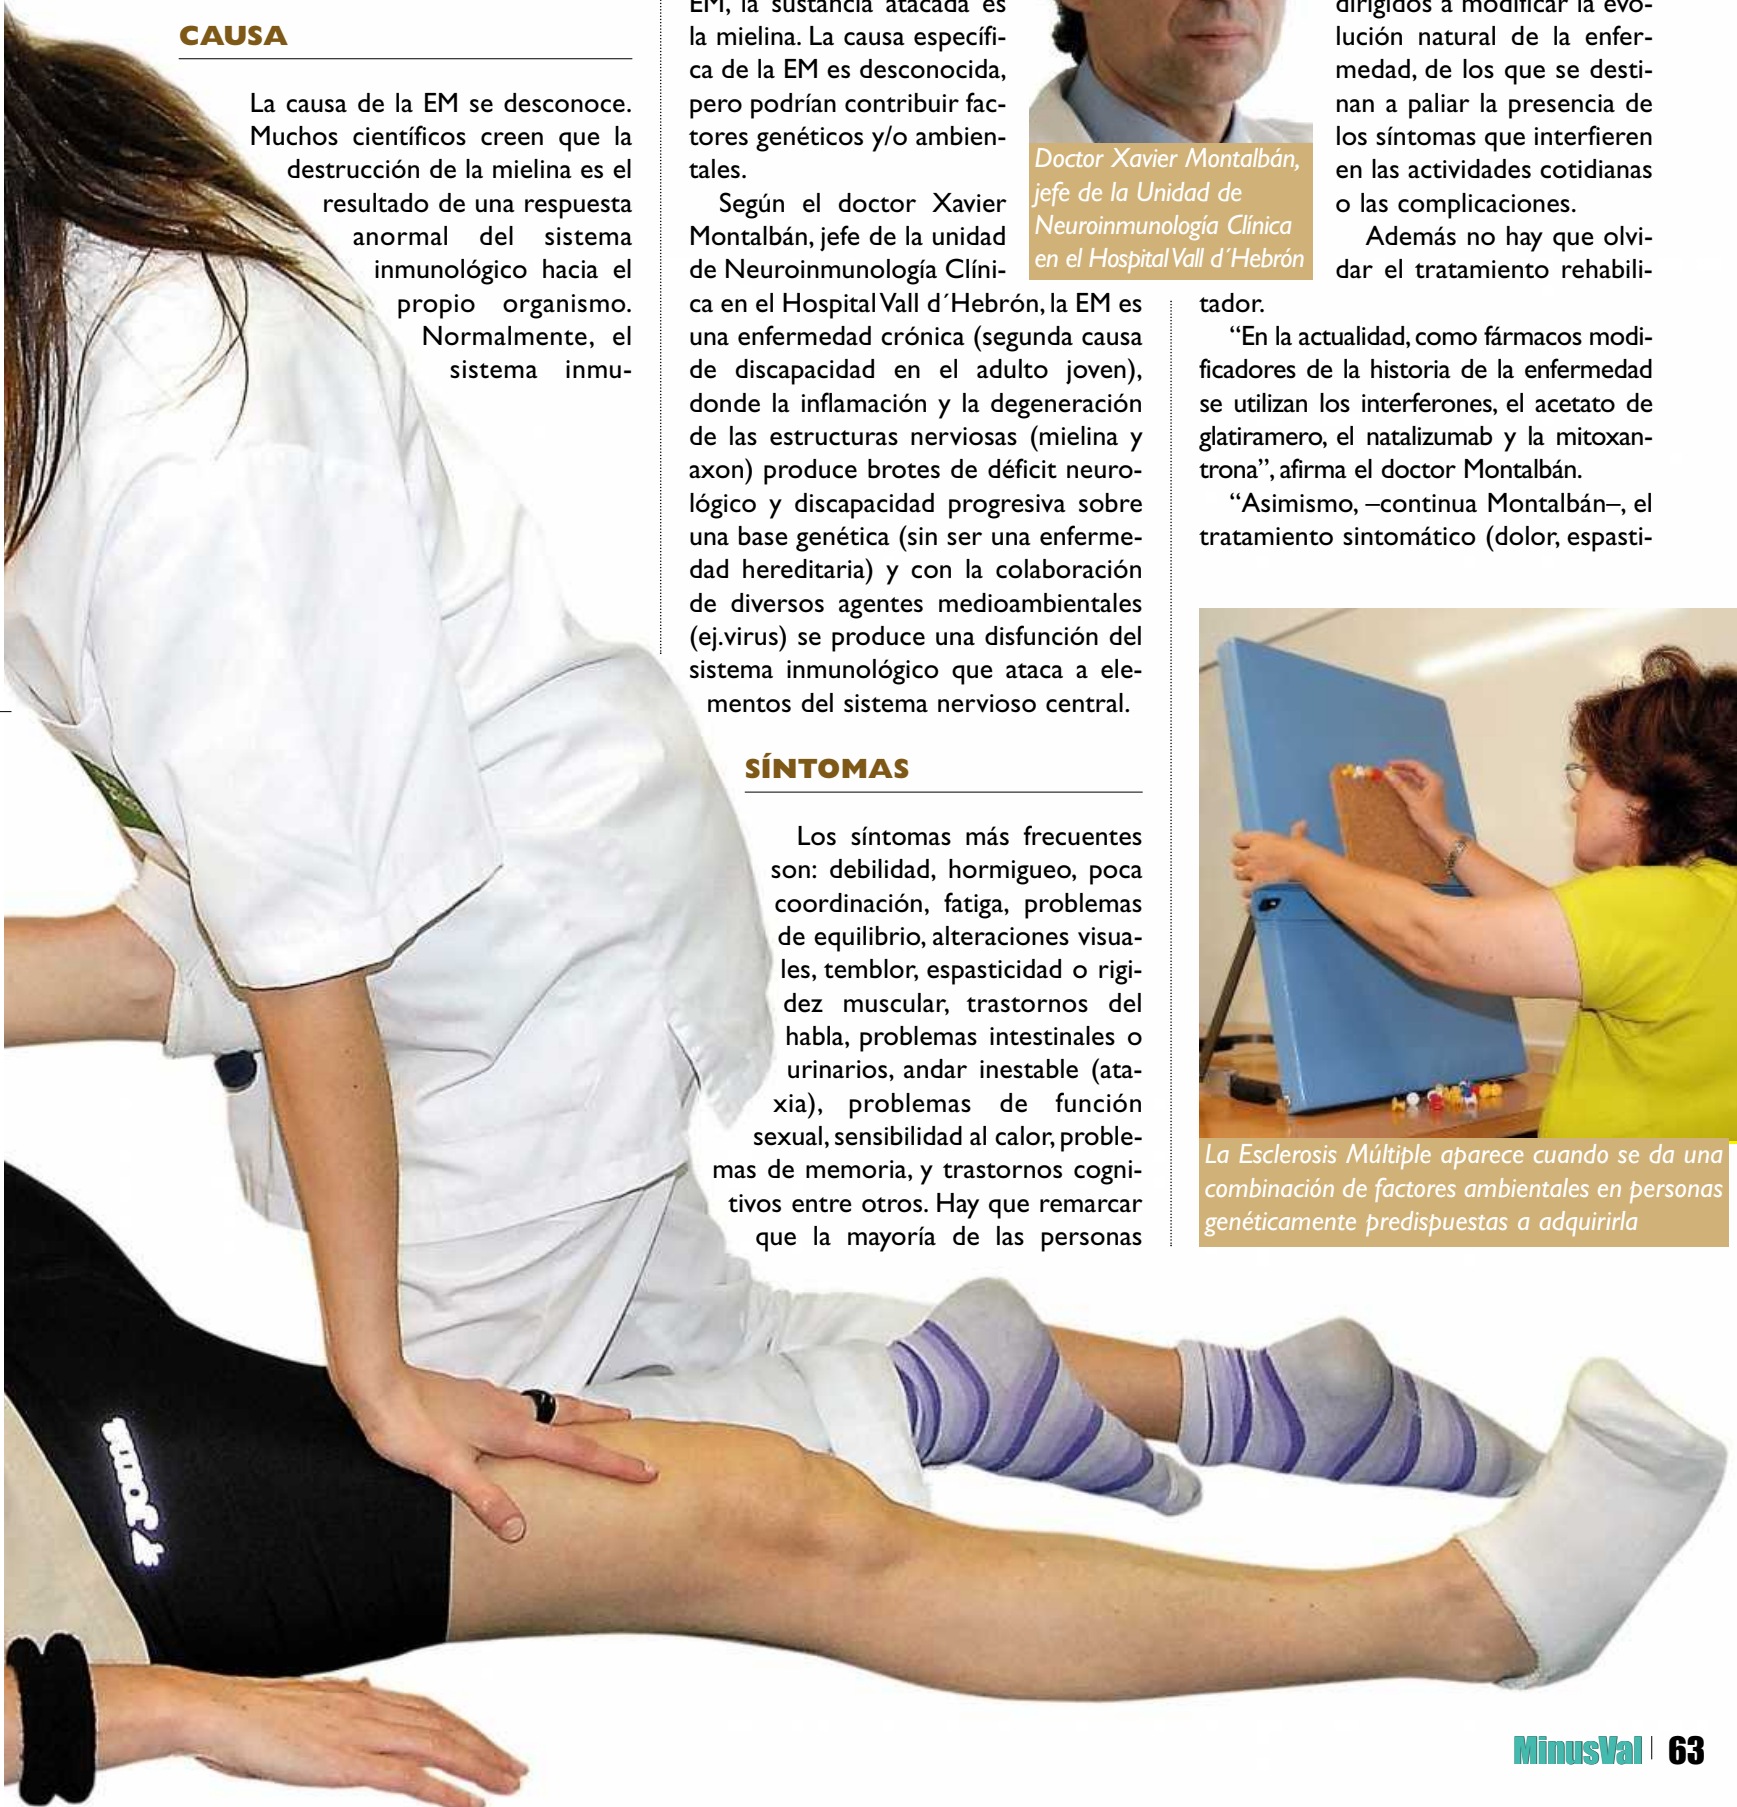 CAUSA
La causa de la EM se desconoce.
Muchos científicos creen que la
destrucción de la mielina es el
resultado de una respuesta
anormal del sistema
inmunológico hacia el
propio organismo.
Normalmente, el
sistema inmu-
EM, la sustancia atacada es
la mielina. La causa específi-
ca de la EM es desconocida,
pero podrían contribuir fac-
tores genéticos y/o ambien-
tales.
Según el doctor Xavier
Montalbán, jefe de la unidad
de Neuroinmunología Clíni-
ca en el Hospital Vall d´Hebrón, la EM es
una enfermedad crónica (segunda causa
de discapacidad en el adulto joven),
donde la inflamación y la degeneración
de las estructuras nerviosas (mielina y
axon) produce brotes de déficit neuro-
lógico y discapacidad progresiva sobre
una base genética (sin ser una enferme-
dad hereditaria) y con la colaboración
de diversos agentes medioambientales
(ej.virus) se produce una disfunción del
sistema inmunológico que ataca a ele-
mentos del sistema nervioso central.
SÍNTOMAS
Los síntomas más frecuentes
son: debilidad, hormigueo, poca
coordinación, fatiga, problemas
de equilibrio, alteraciones visua-
les, temblor, espasticidad o rigi-
dez muscular, trastornos del
habla, problemas intestinales o
urinarios, andar inestable (ata-
xia), problemas de función
sexual, sensibilidad al calor, proble-
mas de memoria, y trastornos cogni-
tivos entre otros. Hay que remarcar
que la mayoría de las personas
Doctor Xavier Montalbán,
jefe de la Unidad de
Neuroinmunología Clínica
en el Hospital Vall d´Hebrón
dirigidos a modificar la evo-
lución natural de la enfer-
medad, de los que se desti-
nan a paliar la presencia de
los síntomas que interfieren
en las actividades cotidianas
o las complicaciones.
Además no hay que olvi-
dar el tratamiento rehabili-
tador.
“En la actualidad, como fármacos modi-
ficadores de la historia de la enfermedad
se utilizan los interferones, el acetato de
glatiramero, el natalizumab y la mitoxan-
trona”, afirma el doctor Montalbán.
“Asimismo, –continua Montalbán–, el
tratamiento sintomático (dolor, espasti-
La Esclerosis Múltiple aparece cuando se da una
combinación de factores ambientales en personas
genéticamente predispuestas a adquirirla
Joma
MinusVal 63